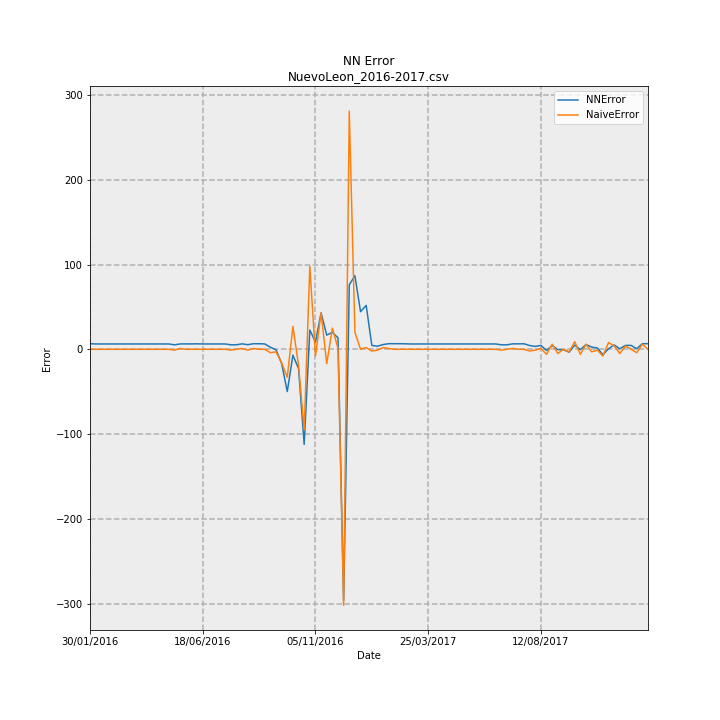 NN Error
NuevoLeon_2016-2017.csv
NNError
NaiveError
300
200
100
0
−100
−200
−300
Error
30/01/2016
18/06/2016
05/11/2016
25/03/2017
12/08/2017
Date